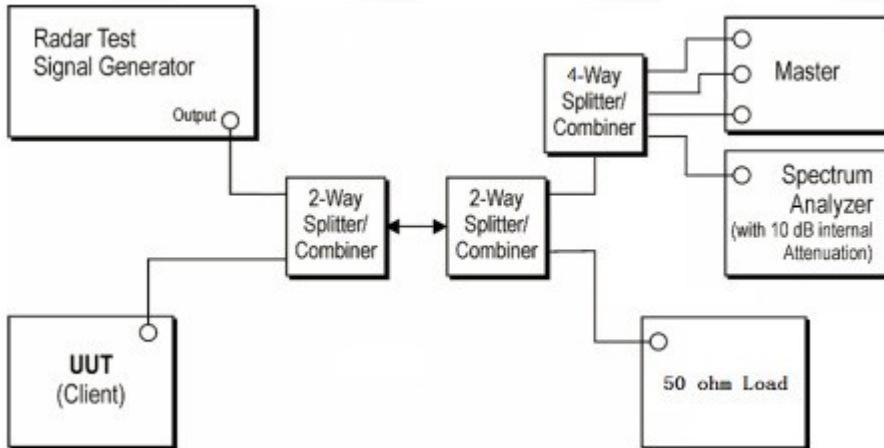 Radar Test
Signal Generator
Output
4-Way
Splitter/
Combiner
Master
Spectrum
Analyzer
(with 10 dB internal
Attenuation)
2-Way
Splitter/
Combiner
2-Way
Splitter/
Combiner
UUT
(Client)
50 ohm Load